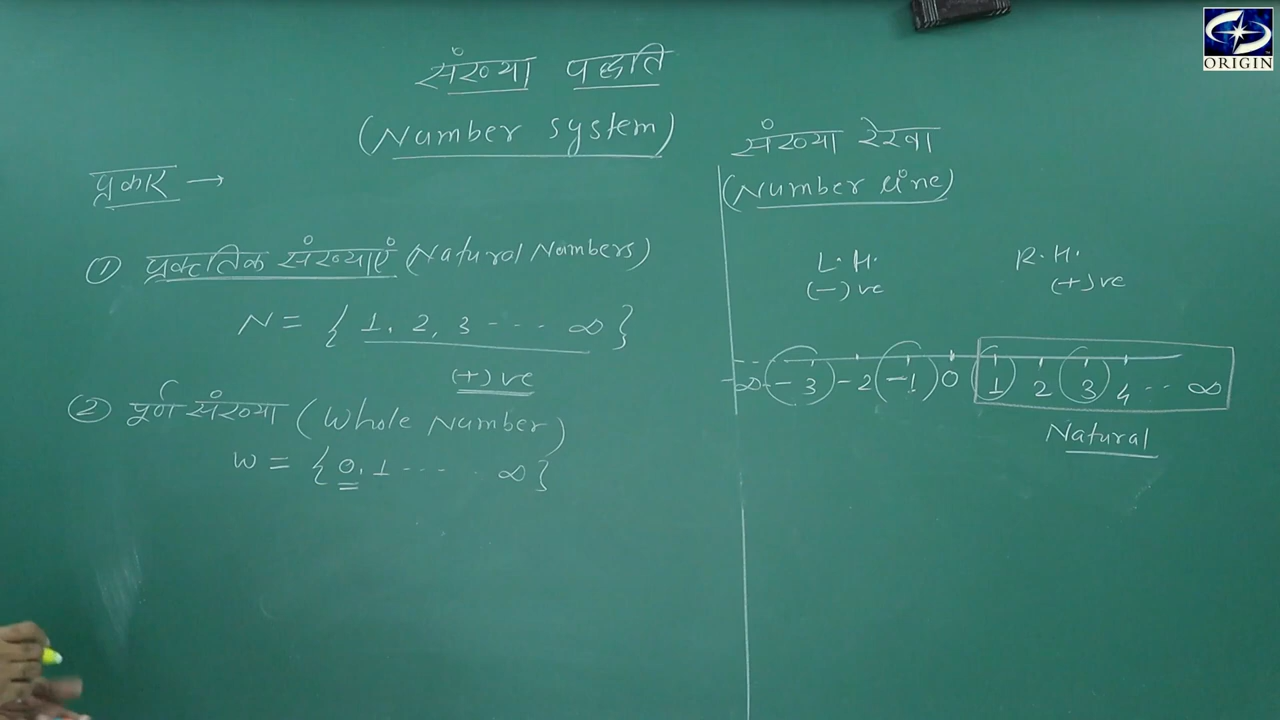 संख्या पद्धति
(Number system)
प्रकार →
① प्रकृतिक संख्याएं (Natural Numbers)
N = { 1, 2, 3 ---- ∞ }
(+) ve
② पूर्ण संख्या (Whole Number)
W = {0, 1 ---- - ∞}
संख्या रेखा
(Number line)
L. H.
(-) ve
R. H.
(+) ve
-∞ -3 -2 -1 0 1 2 3 4 --- ∞
Natural
ORIGIN